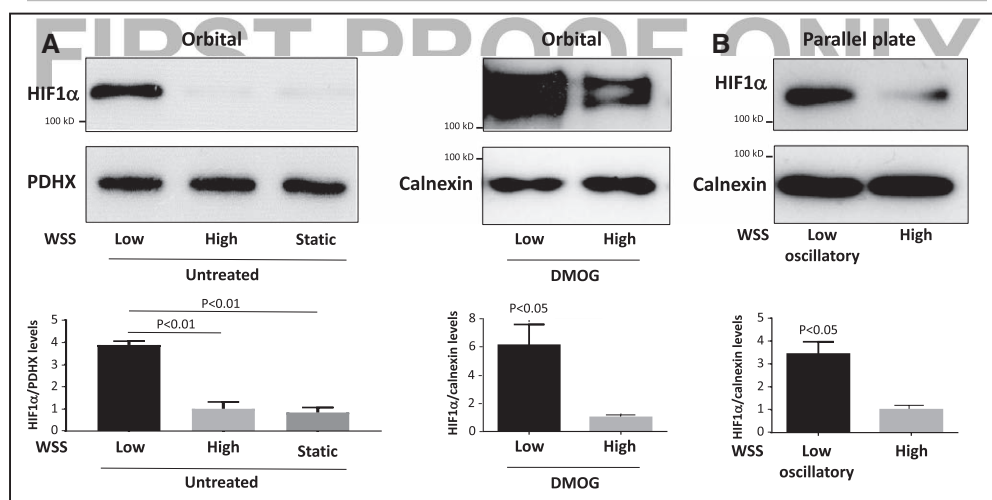 FIRST PROOF ONLY
A
Orbital
HIF1α
100 kD
PDHX
WSS Low High Static
Untreated
P<0.01
P<0.01
HIF1α/PDHX levels
5
4
3
2
1
0
WSS Low High Static
Untreated
Orbital
100 kD
100 kD
Calnexin
Low High
DMOG
P<0.05
HIF1α/calnexin levels
8
6
4
2
0
Low High
DMOG
B
Parallel plate
HIF1α
100 kD
100 kD
Calnexin
WSS Low High
oscillatory
P<0.05
HIF1α/calnexin levels
5
4
3
2
1
0
WSS Low High
oscillatory